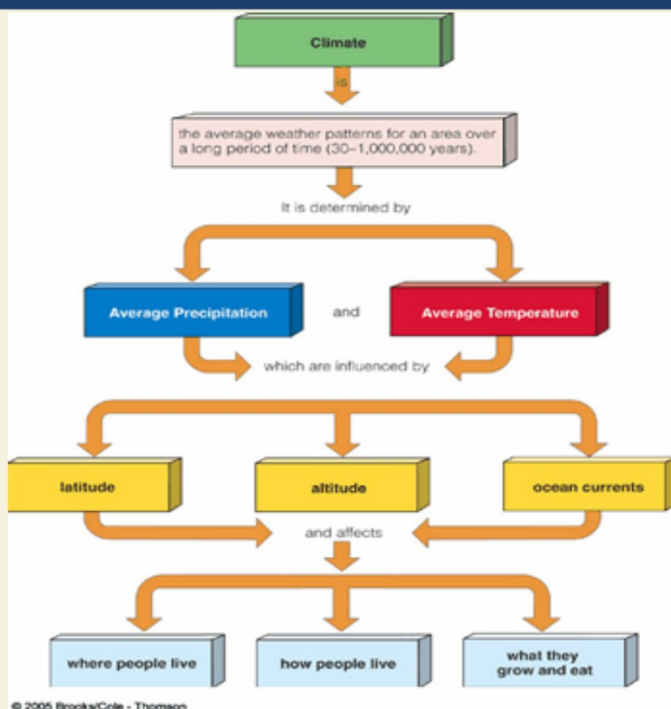 Climate
is
the average weather patterns for an area over
a long period of time (30–1,000,000 years).
It is determined by
Average Precipitation and Average Temperature
which are influenced by
latitude altitude ocean currents
and affects
where people live how people live what they
grow and eat
© 2005 Brooks/Cole - Thomson